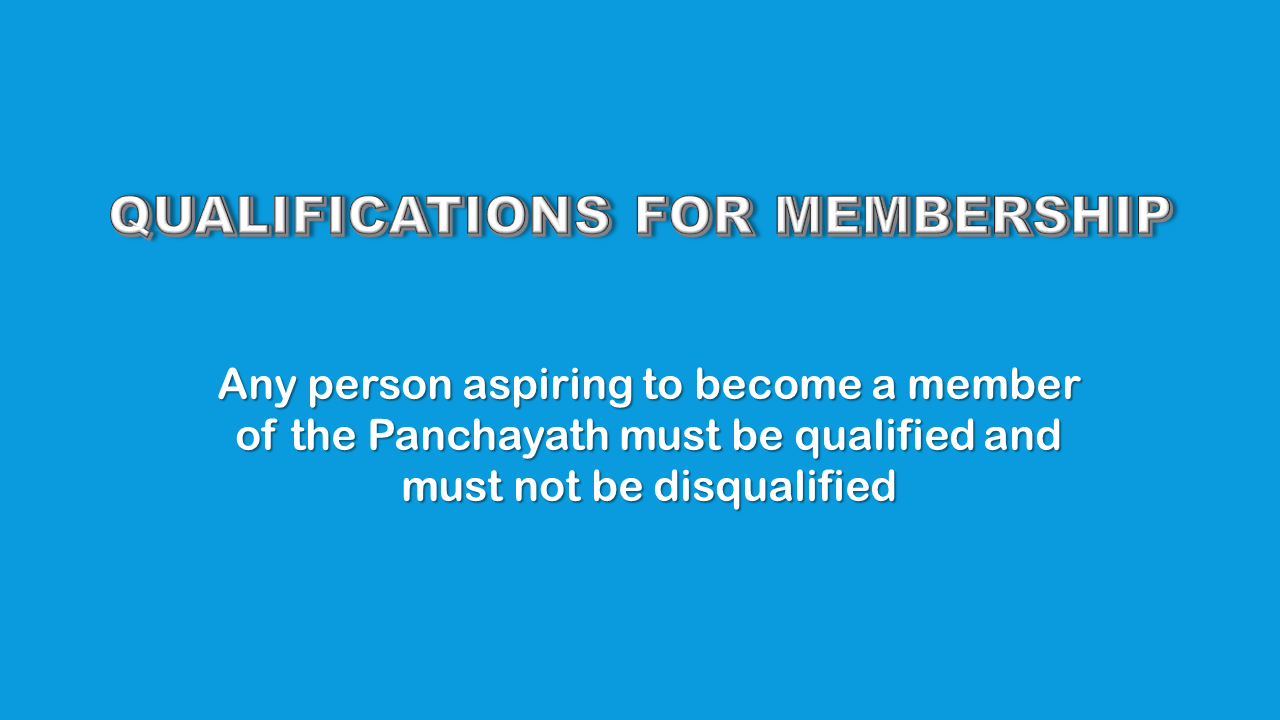 QUALIFICATIONS FOR MEMBERSHIP
Any person aspiring to become a member
of the Panchayath must be qualified and
must not be disqualified